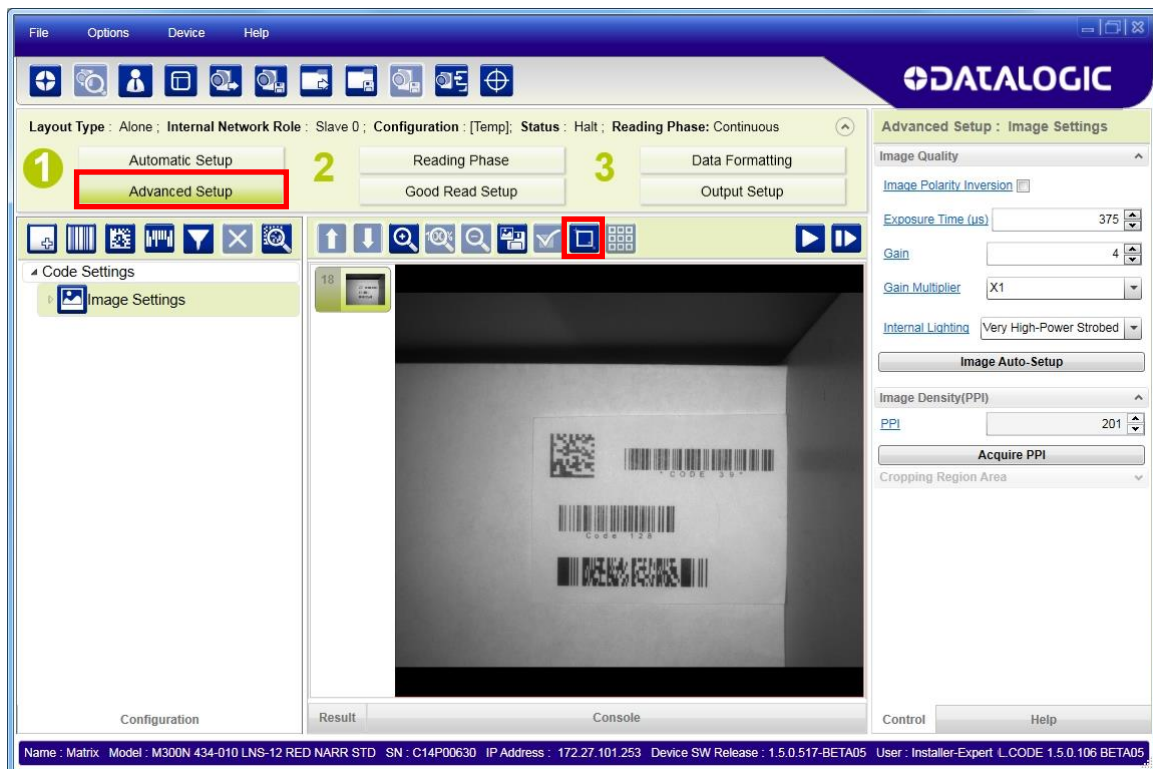 File Options Device Help
DATALOGIC
Layout Type : Alone ; Internal Network Role : Slave 0 ; Configuration : [Temp]; Status : Halt ; Reading Phase: Continuous
1 Automatic Setup
Advanced Setup
2 Reading Phase
Good Read Setup
3 Data Formatting
Output Setup
Code Settings
Image Settings
100%
18
*CODE 39*
Code 128
Configuration
Result Console
Advanced Setup : Image Settings
Image Quality
Image Polarity Inversion
Exposure Time (µs) 375
Gain 4
Gain Multiplier X1
Internal Lighting Very High-Power Strobed
Image Auto-Setup
Image Density(PPI)
PPI 201
Acquire PPI
Cropping Region Area
Control Help
Name : Matrix Model : M300N 434-010 LNS-12 RED NARR STD SN : C14P00630 IP Address : 172.27.101.253 Device SW Release : 1.5.0.517-BETA05 User : Installer-Expert L.CODE 1.5.0.106 BETA05